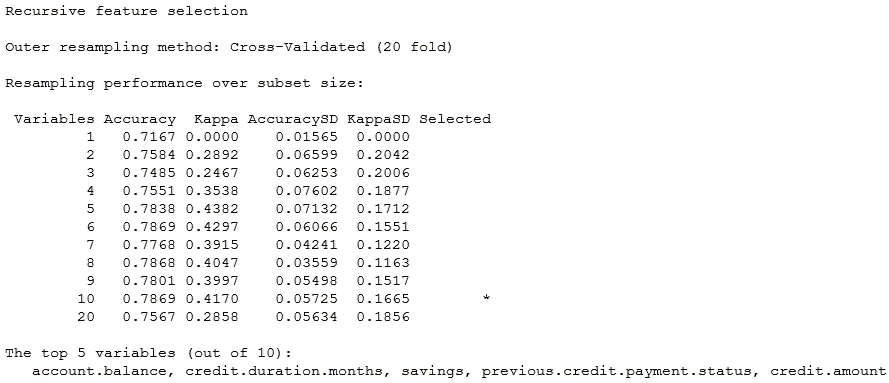 Recursive feature selection
Outer resampling method: Cross-Validated (20 fold)
Resampling performance over subset size:
Variables Accuracy Kappa AccuracySD KappaSD Selected
1 0.7167 0.0000 0.01565 0.0000
2 0.7584 0.2892 0.06599 0.2042
3 0.7485 0.2467 0.06253 0.2006
4 0.7551 0.3538 0.07602 0.1877
5 0.7838 0.4382 0.07132 0.1712
6 0.7869 0.4297 0.06066 0.1551
7 0.7768 0.3915 0.04241 0.1220
8 0.7868 0.4047 0.03559 0.1163
9 0.7801 0.3997 0.05498 0.1517
10 0.7869 0.4170 0.05725 0.1665 *
20 0.7567 0.2858 0.05634 0.1856
The top 5 variables (out of 10):
account.balance, credit.duration.months, savings, previous.credit.payment.status, credit.amount